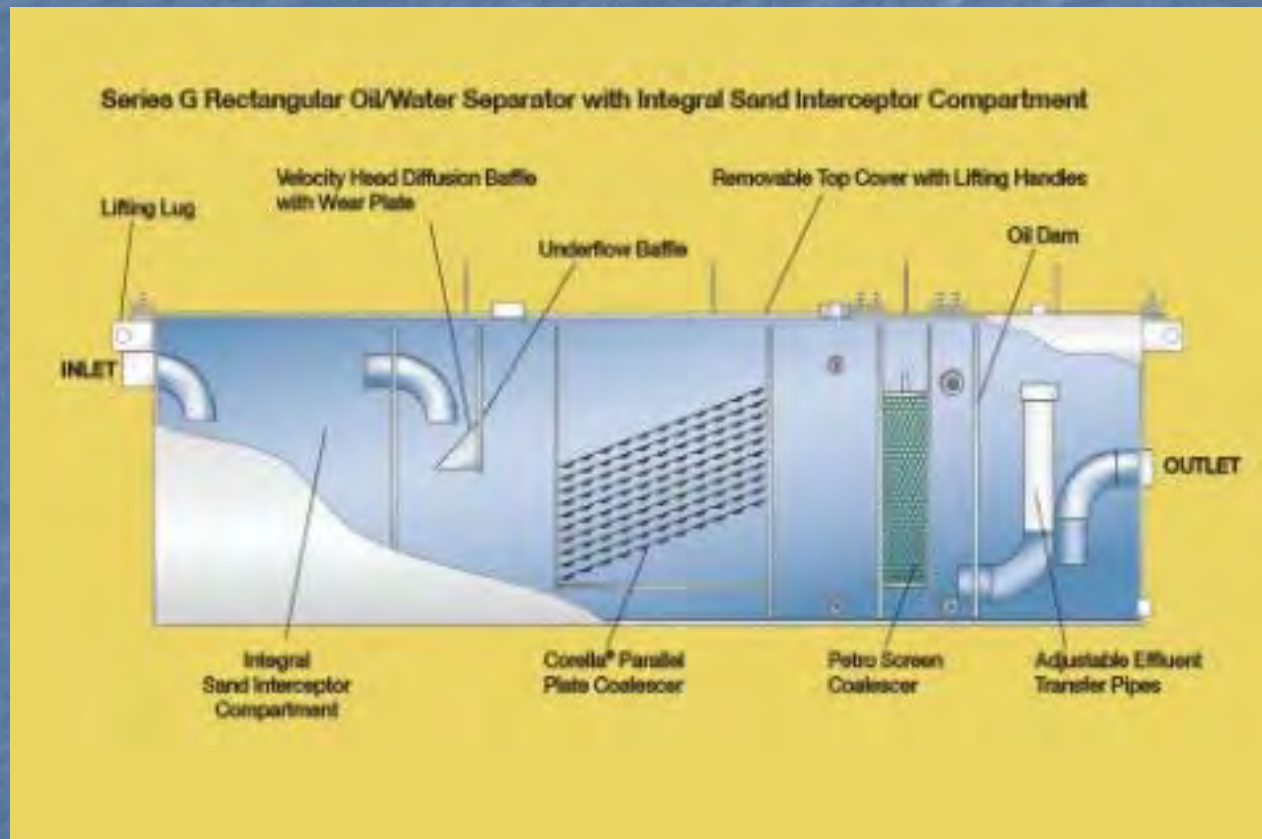 Series G Rectangular Oil/Water Separator with Integral Sand Interceptor Compartment
Velocity Head Diffusion Baffle
with Wear Plate
Removable Top Cover with Lifting Handles
Lifting Lug
Underflow Baffle
Oil Dam
INLET
OUTLET
Integral
Sand Interceptor
Compartment
Corella® Parallel
Plate Coalescer
Petro Screen
Coalescer
Adjustable Effluent
Transfer Pipes